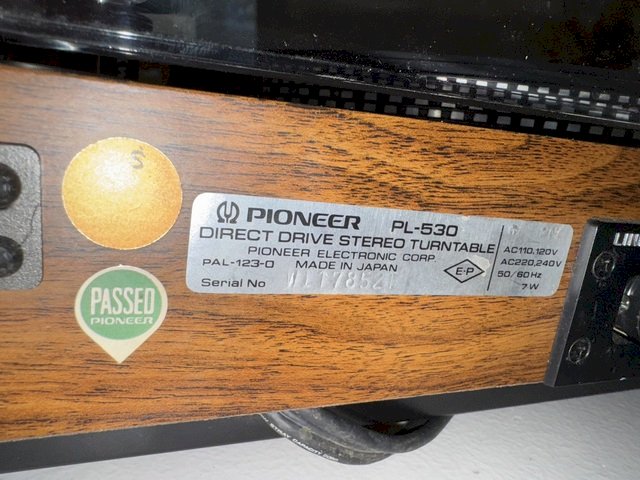 S
PIONEER PL-530
DIRECT DRIVE STEREO TURNTABLE
PIONEER ELECTRONIC CORP.
PAL-123-0 MADE IN JAPAN
Serial No
E-P
AC110,120V
AC220,240V
50/60Hz
7W
PASSED
PIONEER